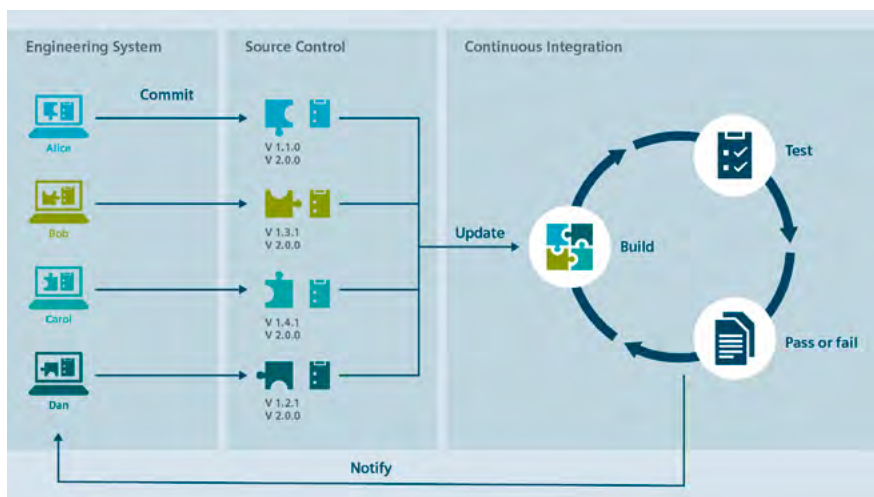 Engineering System
Source Control
Continuous Integration
Commit
Alice
V 1.1.0
V 2.0.0
Test
Bob
V 1.3.1
V 2.0.0
Update
Build
Carol
V 1.4.1
V 2.0.0
Pass or fail
Dan
V 1.2.1
V 2.0.0
Notify